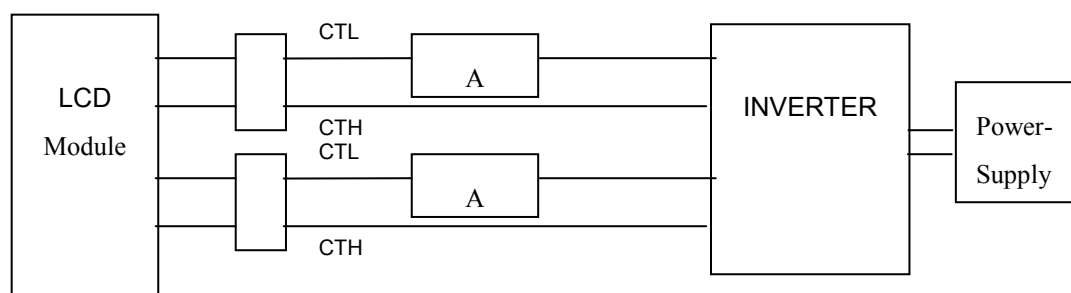 CTL
A
LCD
Module
CTH
CTL
A
CTH
INVERTER
Power-
Supply